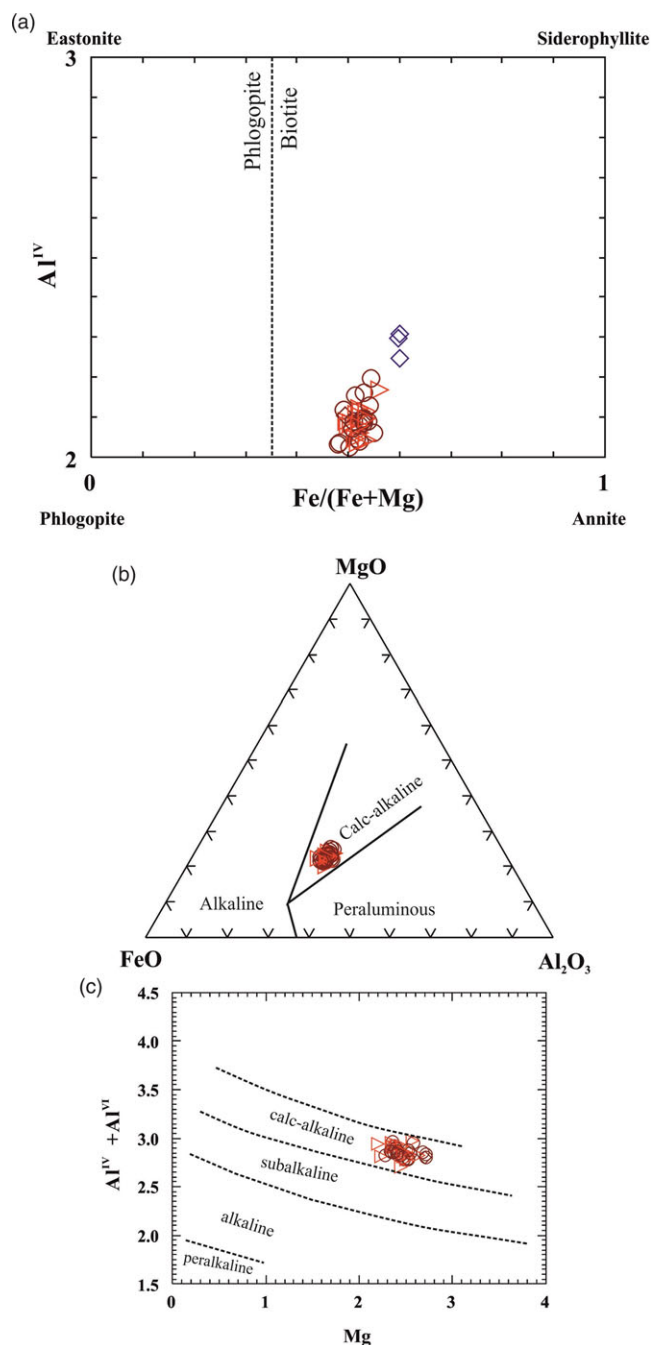 (a)
Eastonite Siderophyllite
3
Phlogopite
Biotite
Al^IV
2
0 Fe/(Fe+Mg) 1
Phlogopite Annite
(b)
MgO
Calc-alkaline
Alkaline
Peraluminous
FeO Al₂O₃
(c)
4.5
4.0
3.5
3.0
2.5
2.0
1.5
Al^IV +Al^VI
calc-alkaline
subalkaline
alkaline
peralkaline
0 1 2 3 4
Mg